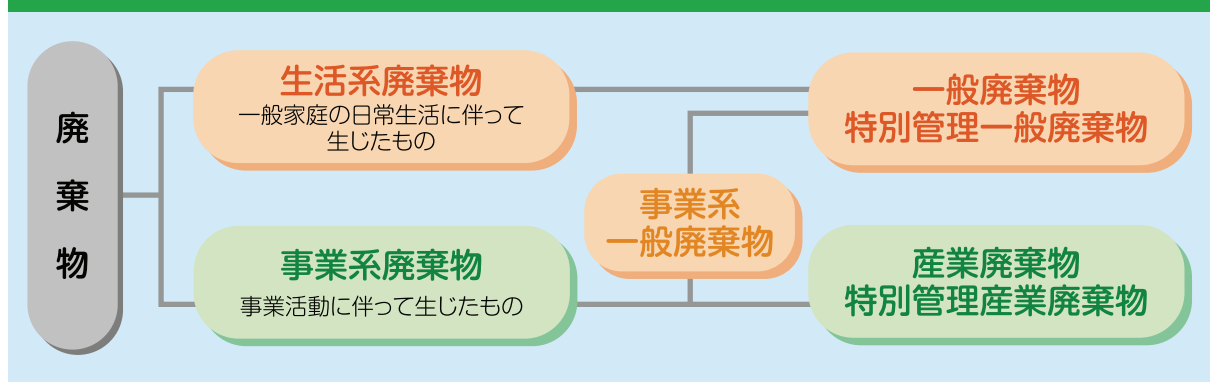 廃棄物
生活系廃棄物
一般家庭の日常生活に伴って
生じたもの
事業系廃棄物
事業活動に伴って生じたもの
事業系
一般廃棄物
一般廃棄物
特別管理一般廃棄物
産業廃棄物
特別管理産業廃棄物